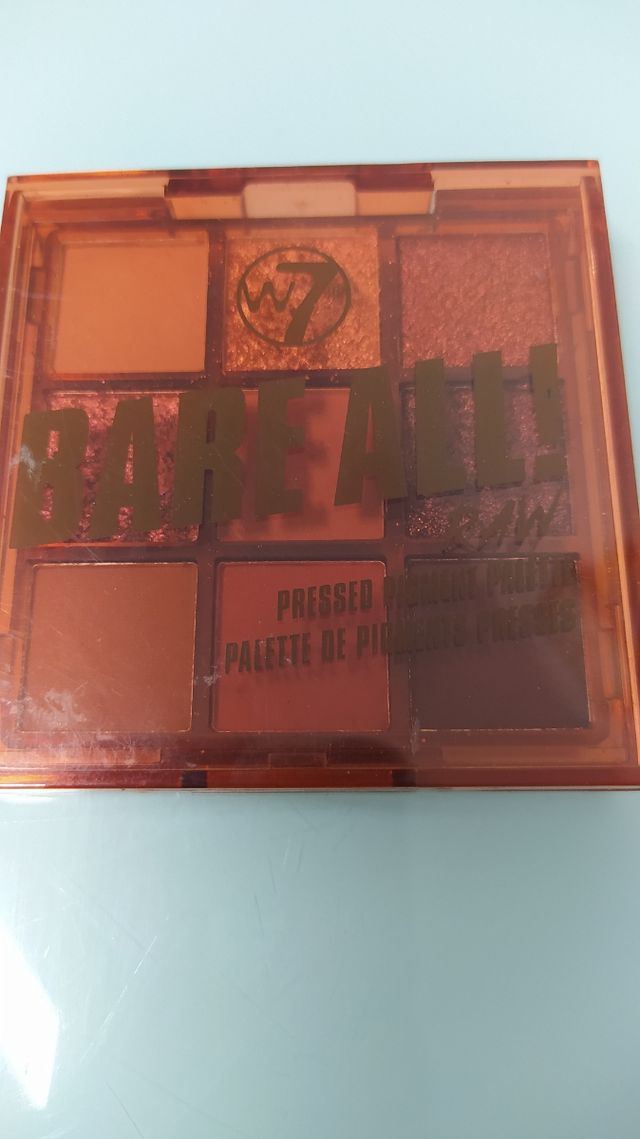 W7
BARE ALL!
RAW
PRESSED PIGMENT PALETTE
PALETTE DE PIGMENTS PRESSÉS